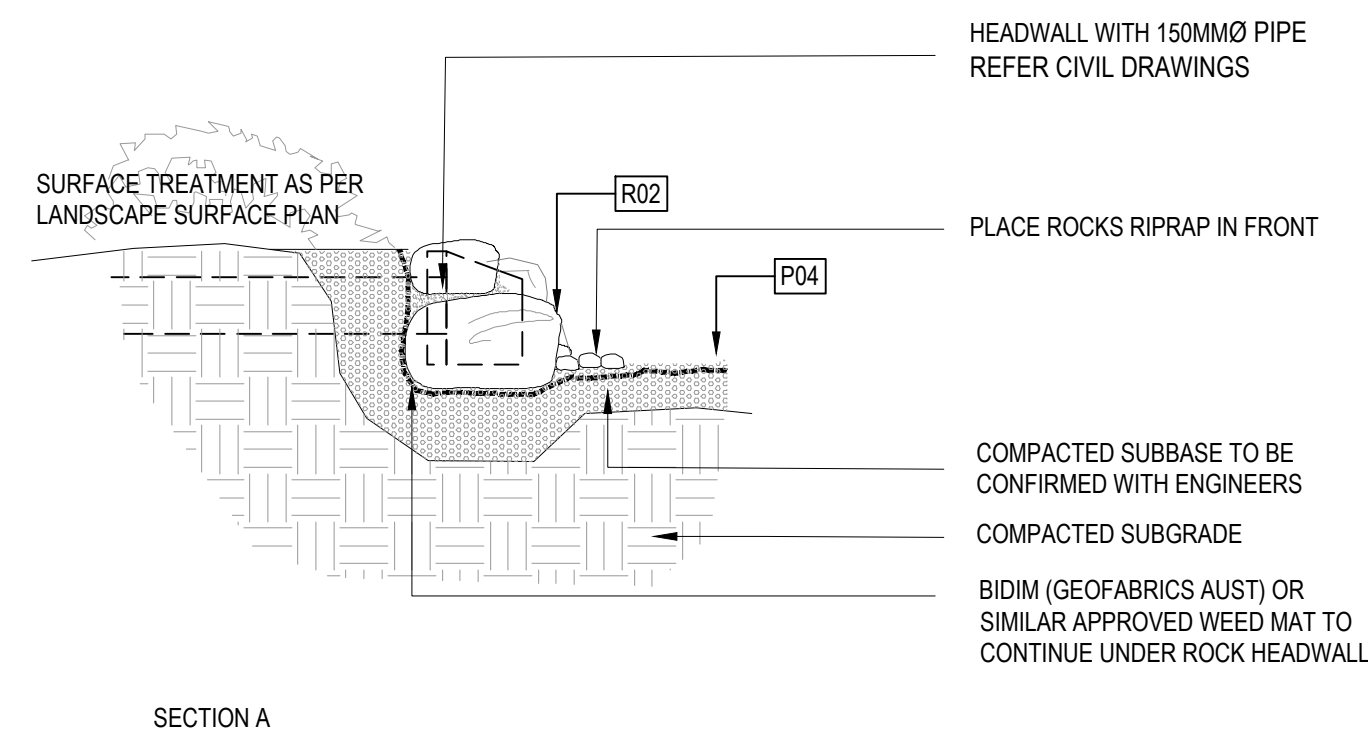 HEADWALL WITH 150MMØ PIPE
REFER CIVIL DRAWINGS
SURFACE TREATMENT AS PER
LANDSCAPE SURFACE PLAN
R02
PLACE ROCKS RIPRAP IN FRONT
P04
COMPACTED SUBBASE TO BE
CONFIRMED WITH ENGINEERS
COMPACTED SUBGRADE
BIDIM (GEOFABRICS AUST) OR
SIMILAR APPROVED WEED MAT TO
CONTINUE UNDER ROCK HEADWALL
SECTION A